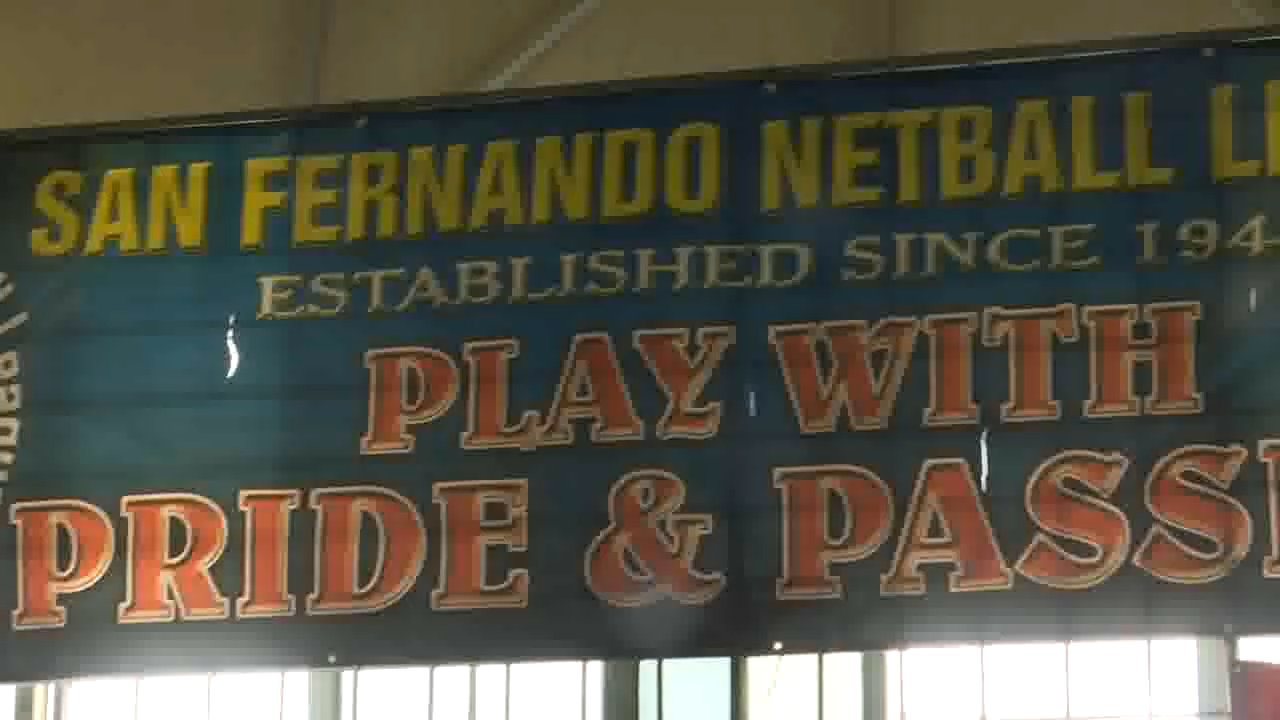 SAN FERNANDO NETBALL
ESTABLISHED SINCE 194
PLAY WITH
PRIDE & PASS